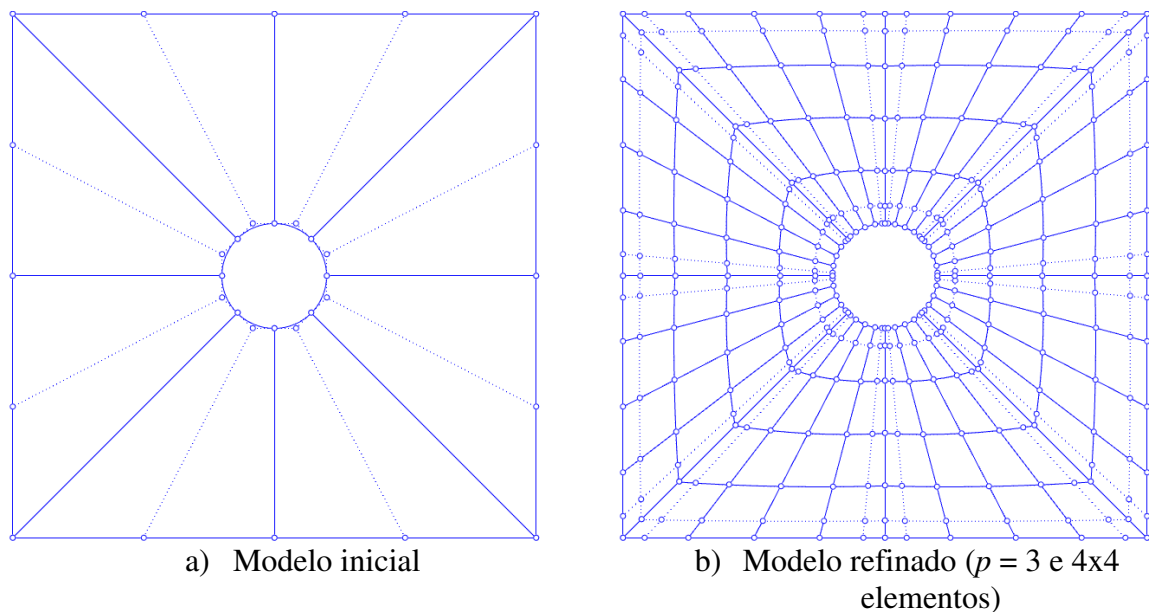 a) Modelo inicial
b) Modelo refinado (p = 3 e 4x4
elementos)